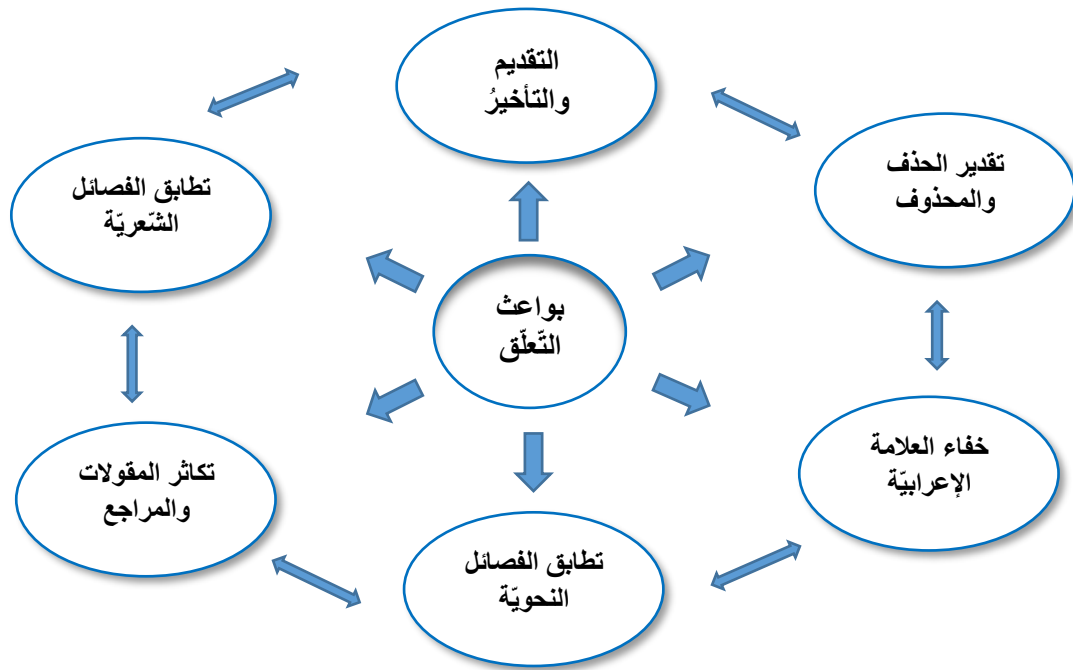 التقديم
والتأخيرُ
تقدير الحذف
والمحذوف
تطابق الفصائل
الشّعريّة
بواعث
التّعلّق
خفاء العلامة
الإعرابيّة
تكاثر المقولات
والمراجع
تطابق الفصائل
النحويّة